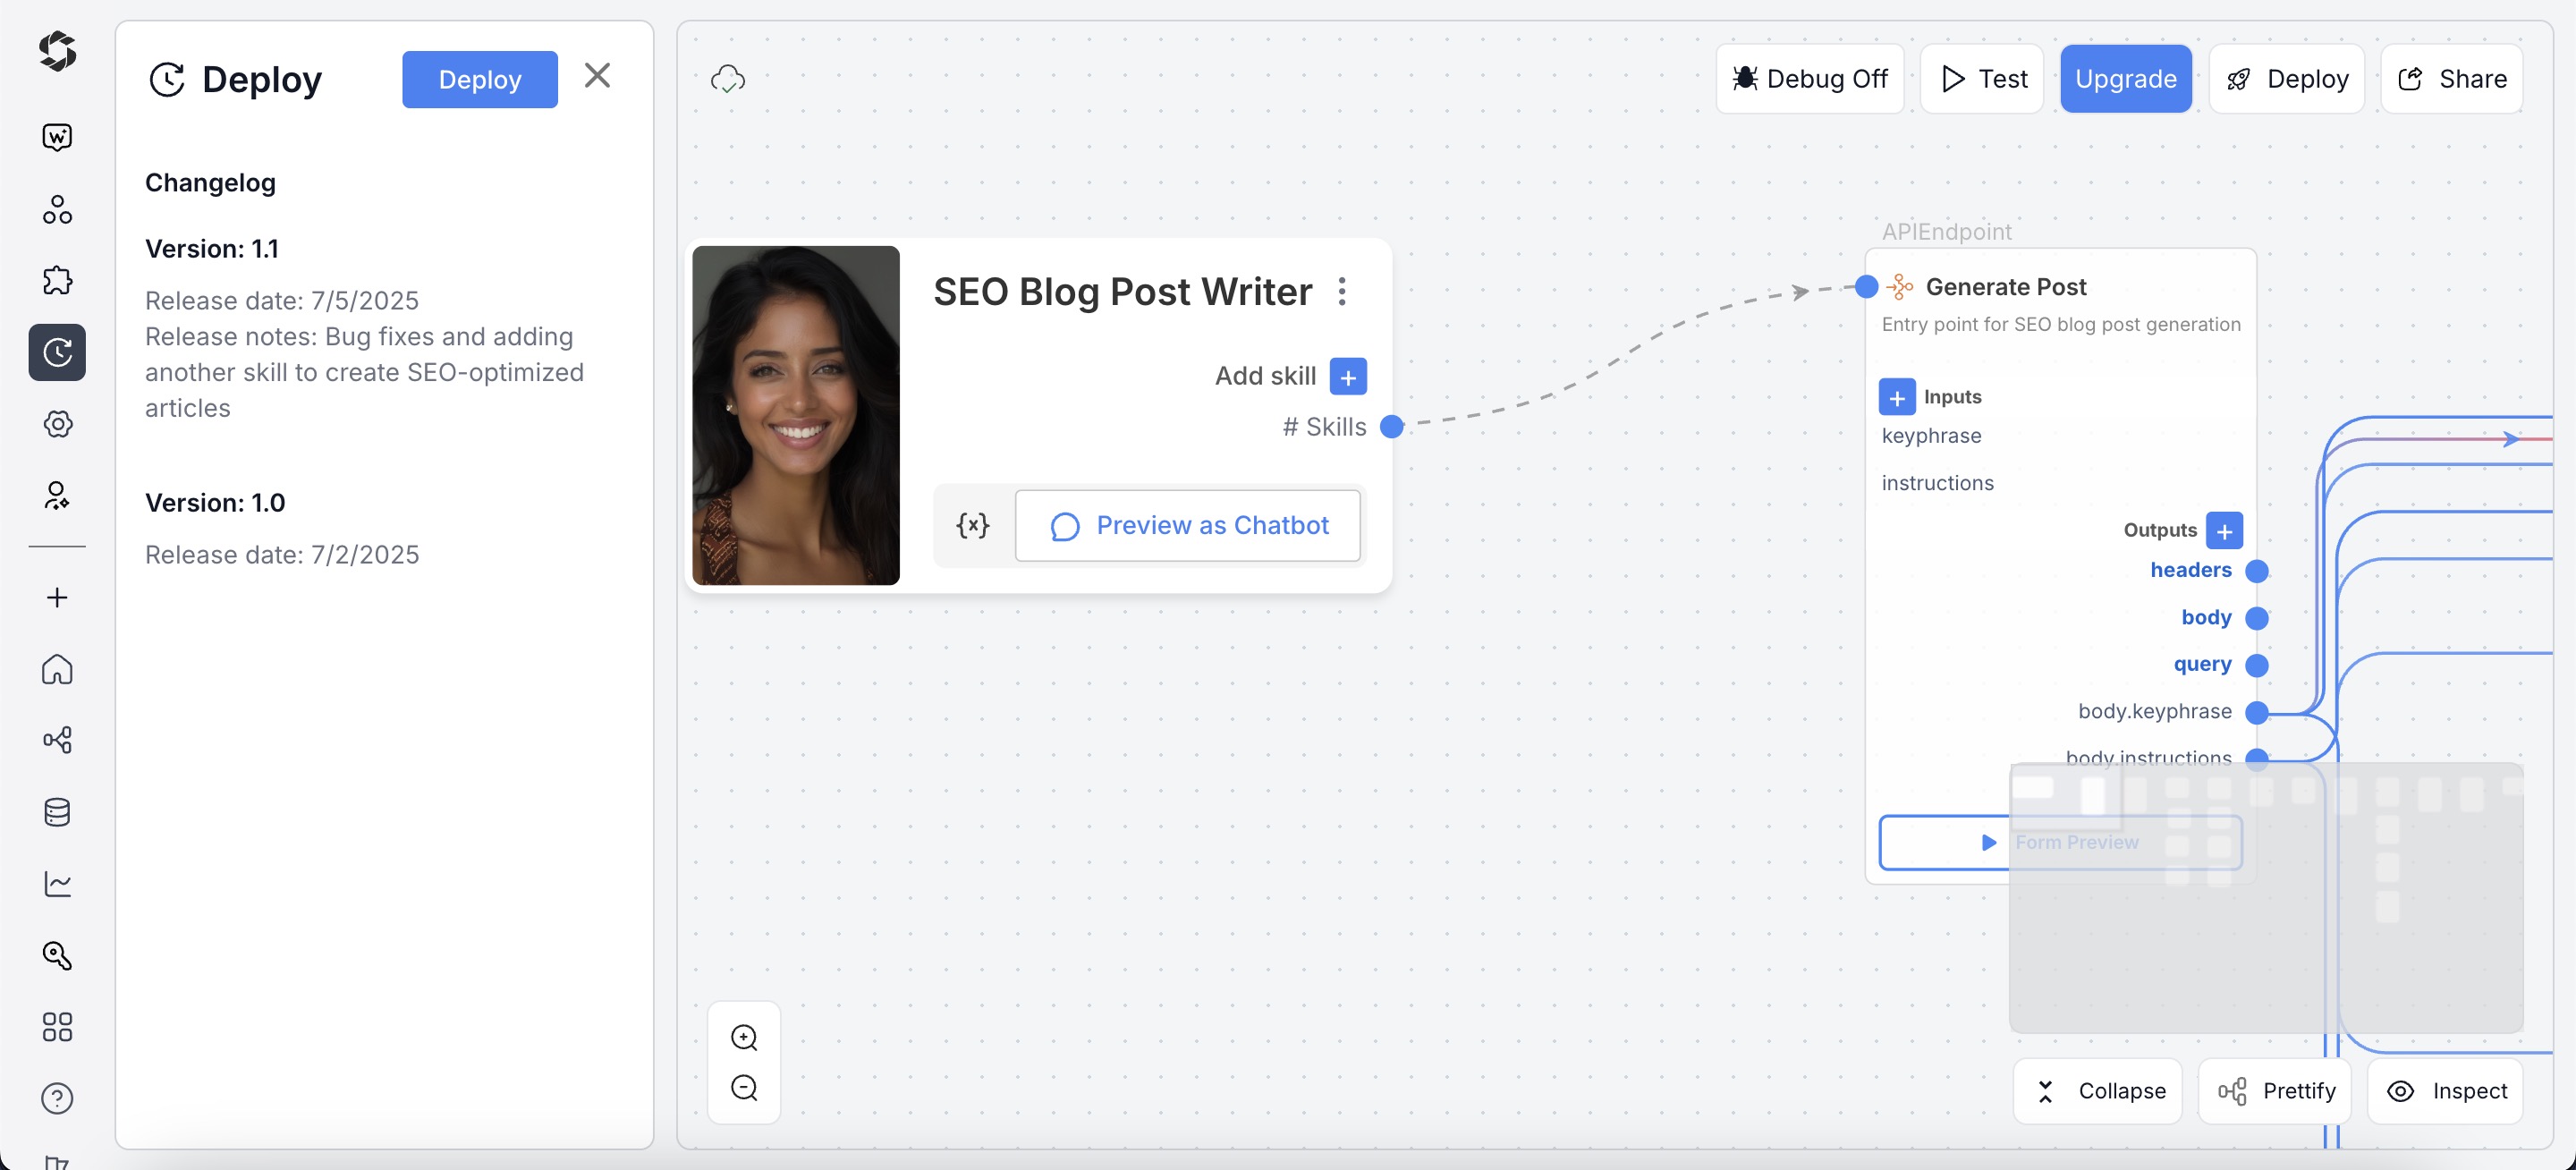 Deploy
Deploy
Changelog
Version: 1.1
Release date: 7/5/2025
Release notes: Bug fixes and adding
another skill to create SEO-optimized
articles
Version: 1.0
Release date: 7/2/2025
Debug Off
Test
Upgrade
Deploy
Share
SEO Blog Post Writer
Add skill
# Skills
{x}
Preview as Chatbot
APIEndpoint
Generate Post
Entry point for SEO blog post generation
Inputs
keyphrase
instructions
Outputs
headers
body
query
body.keyphrase
body.instructions
Form Preview
Collapse
Prettify
Inspect